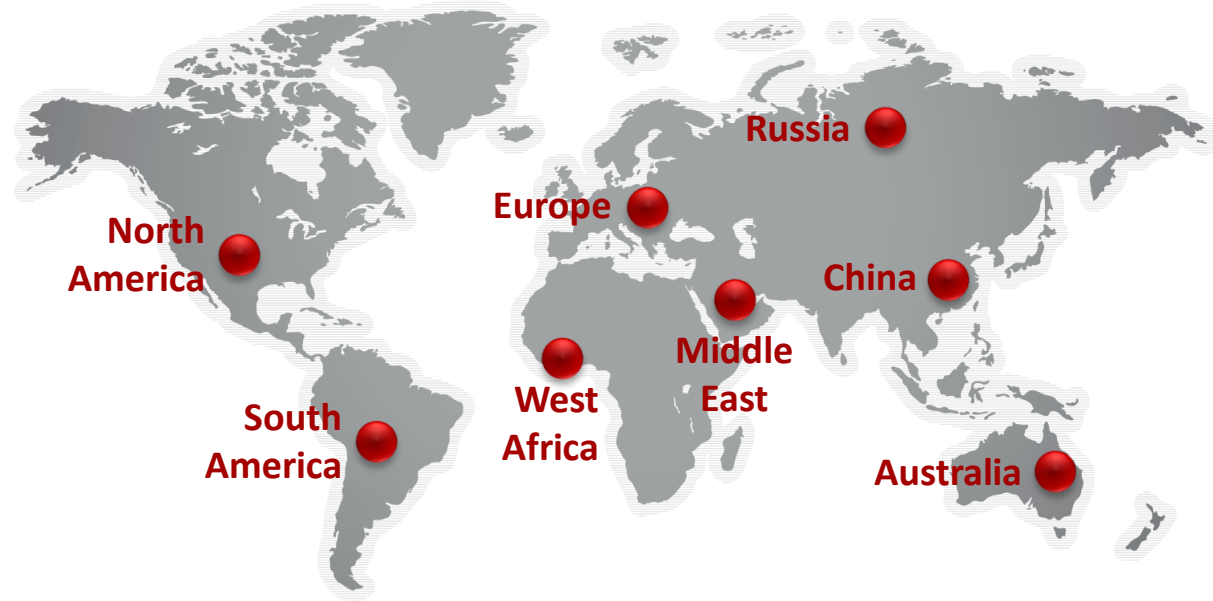 Russia
Europe
North
America
China
Middle
East
West
Africa
South
America
Australia